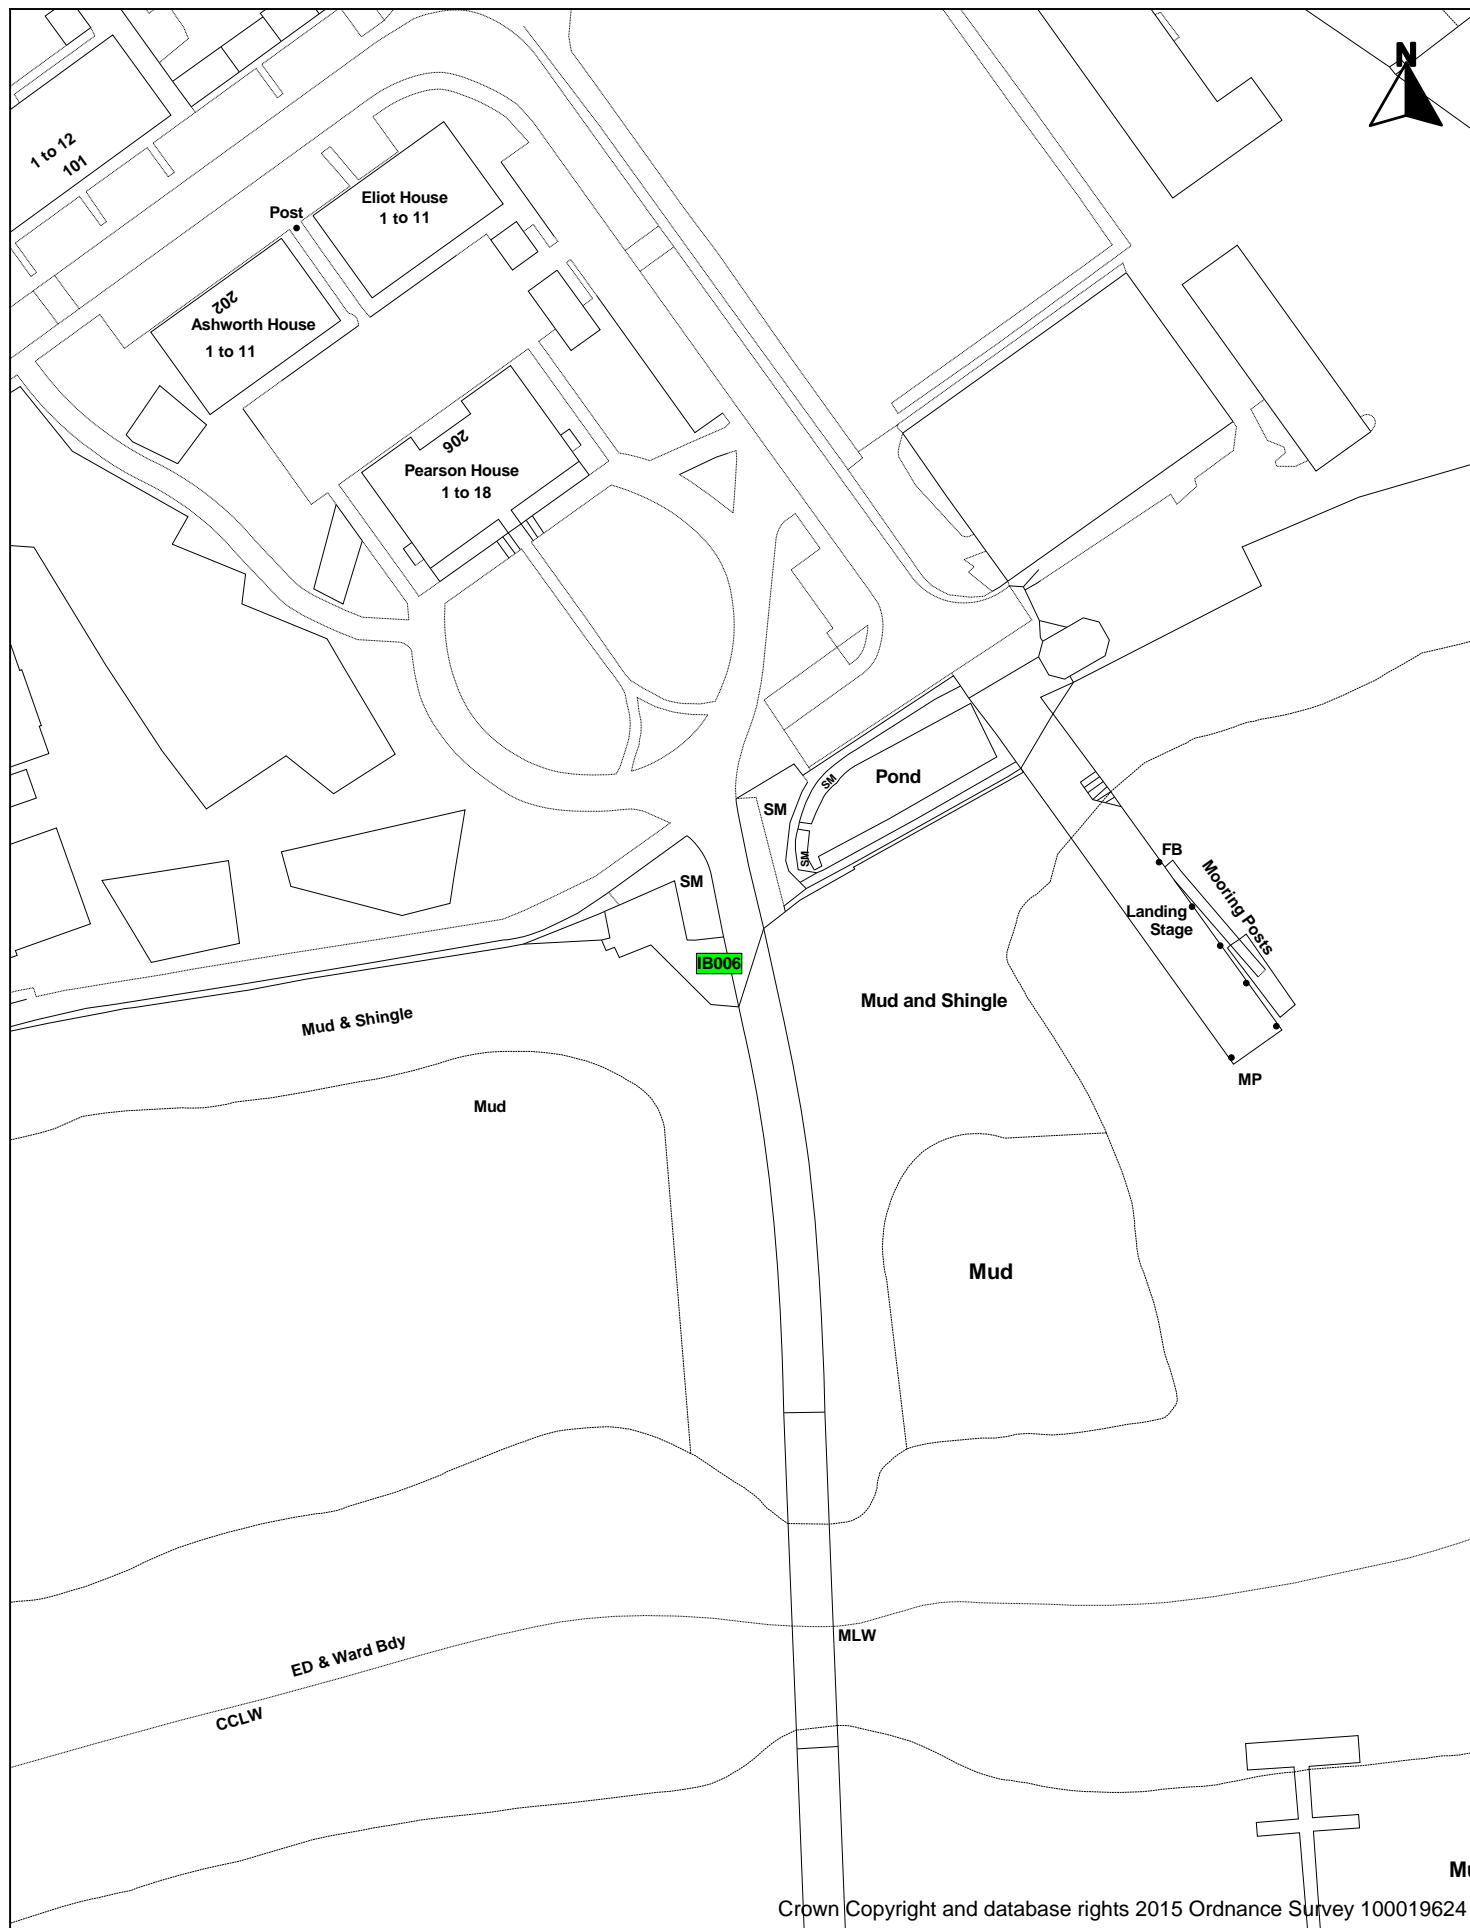 N
1 to 12
101
Post
Eliot House
1 to 11
202
Ashworth House
1 to 11
206
Pearson House
1 to 18
Pond
SM
SM
SM
SM
FB
Mooring Posts
Landing
Stage
IB006
Mud and Shingle
Mud & Shingle
MP
Mud
Mud
MLW
ED & Ward Bdy
CCLW
Crown Copyright and database rights 2015 Ordnance Survey 100019624